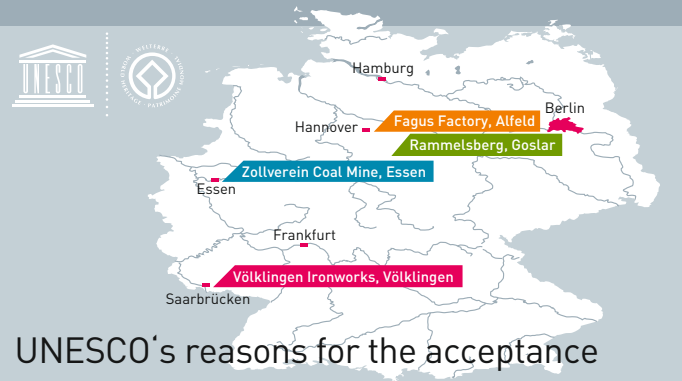 UNESCO
Hamburg
Berlin
Fagus Factory, Alfeld
Hannover
Rammelsberg, Goslar
Zollverein Coal Mine, Essen
Essen
Frankfurt
Völklingen Ironworks, Völklingen
Saarbrücken
UNESCO‘s reasons for the acceptance